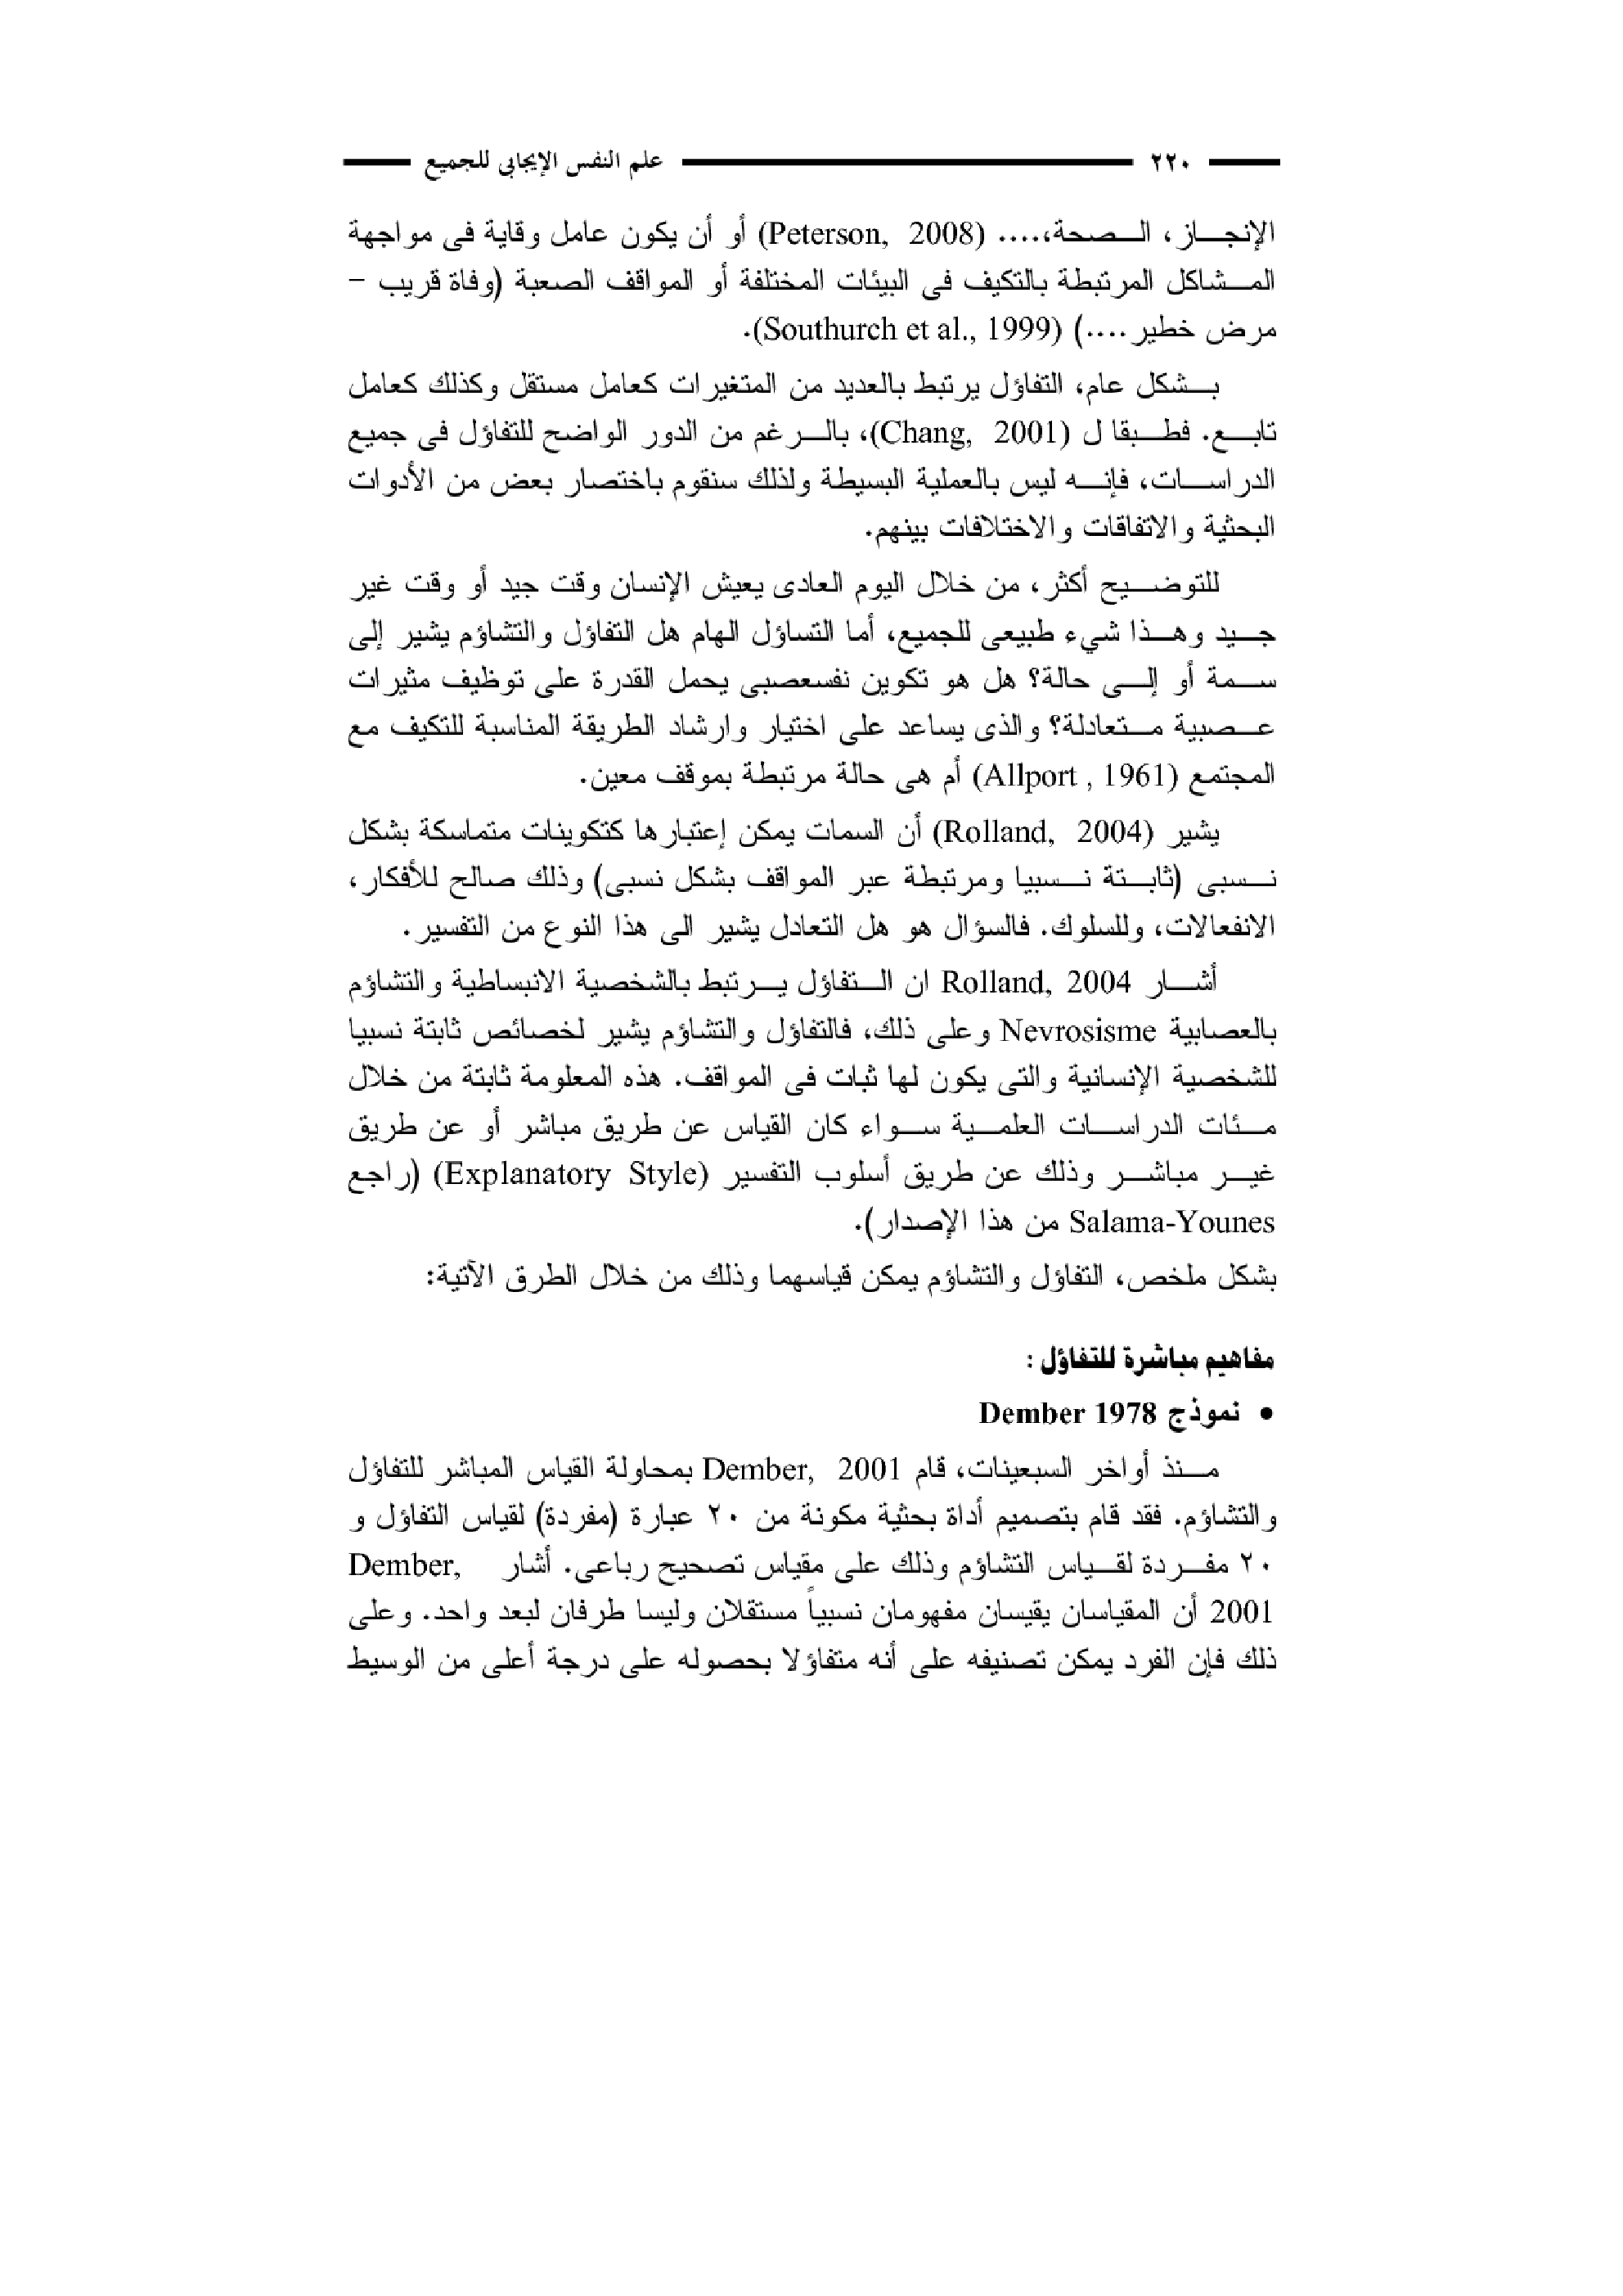 ٢٢٠ علم النفس الإيجابي للجميع
الإنجاز، الصحة،.... (Peterson, 2008) أو أن يكون عامل وقاية فى مواجهة
المشاكل المرتبطة بالتكيف فى البيئات المختلفة أو المواقف الصعبة (وفاة قريب –
مرض خطير....) (Southurch et al., 1999).
بشكل عام، التفاؤل يرتبط بالعديد من المتغيرات كعامل مستقل وكذلك كعامل
تابع. فطبقا ل (Chang, 2001)، بالرغم من الدور الواضح للتفاؤل فى جميع
الدراسات، فإنه ليس بالعملية البسيطة ولذلك سنقوم باختصار بعض من الأدوات
البحثية والاتفاقات والاختلافات بينهم.
للتوضيح أكثر، من خلال اليوم العادى يعيش الإنسان وقت جيد أو وقت غير
جيد وهذا شيء طبيعى للجميع، أما التساؤل الهام هل التفاؤل والتشاؤم يشير إلى
سمة أو إلى حالة؟ هل هو تكوين نفسعصبى يحمل القدرة على توظيف مثيرات
عصبية متعادلة؟ والذى يساعد على اختيار وارشاد الطريقة المناسبة للتكيف مع
المجتمع (Allport , 1961) أم هى حالة مرتبطة بموقف معين.
يشير (Rolland, 2004) أن السمات يمكن إعتبارها كتكوينات متماسكة بشكل
نسبى (ثابتة نسبيا ومرتبطة عبر المواقف بشكل نسبى) وذلك صالح للأفكار،
الانفعالات، وللسلوك. فالسؤال هو هل التعادل يشير الى هذا النوع من التفسير.
أشار Rolland, 2004 ان التفاؤل يرتبط بالشخصية الانبساطية والتشاؤم
بالعصابية Nevrosisme وعلى ذلك، فالتفاؤل والتشاؤم يشير لخصائص ثابتة نسبيا
للشخصية الإنسانية والتى يكون لها ثبات فى المواقف. هذه المعلومة ثابتة من خلال
مئات الدراسات العلمية سواء كان القياس عن طريق مباشر أو عن طريق
غير مباشر وذلك عن طريق أسلوب التفسير (Explanatory Style) (راجع
Salama-Younes من هذا الإصدار).
بشكل ملخص، التفاؤل والتشاؤم يمكن قياسهما وذلك من خلال الطرق الآتية:
مفاهيم مباشرة للتفاؤل :
• نموذج Dember 1978
منذ أواخر السبعينات، قام Dember, 2001 بمحاولة القياس المباشر للتفاؤل
والتشاؤم. فقد قام بتصميم أداة بحثية مكونة من ٢٠ عبارة (مفردة) لقياس التفاؤل و
٢٠ مفردة لقياس التشاؤم وذلك على مقياس تصحيح رباعى. أشار Dember,
2001 أن المقياسان يقيسان مفهومان نسبياً مستقلان وليسا طرفان لبعد واحد. وعلى
ذلك فإن الفرد يمكن تصنيفه على أنه متفاؤلا بحصوله على درجة أعلى من الوسيط